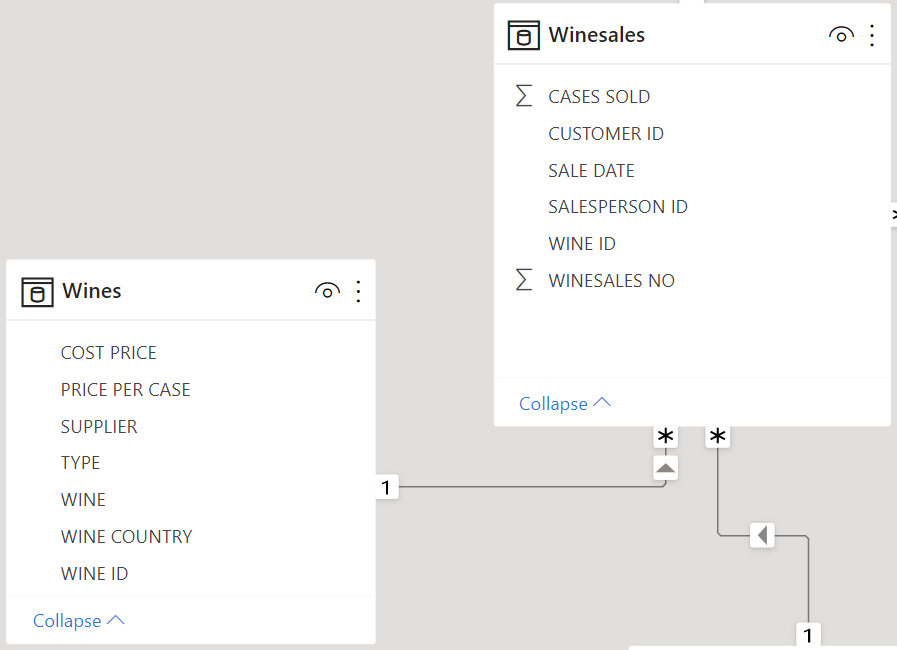 Winesales
CASES SOLD
CUSTOMER ID
SALE DATE
SALESPERSON ID
WINE ID
WINESALES NO
Collapse
Wines
COST PRICE
PRICE PER CASE
SUPPLIER
TYPE
WINE
WINE COUNTRY
WINE ID
Collapse
* *
1
1